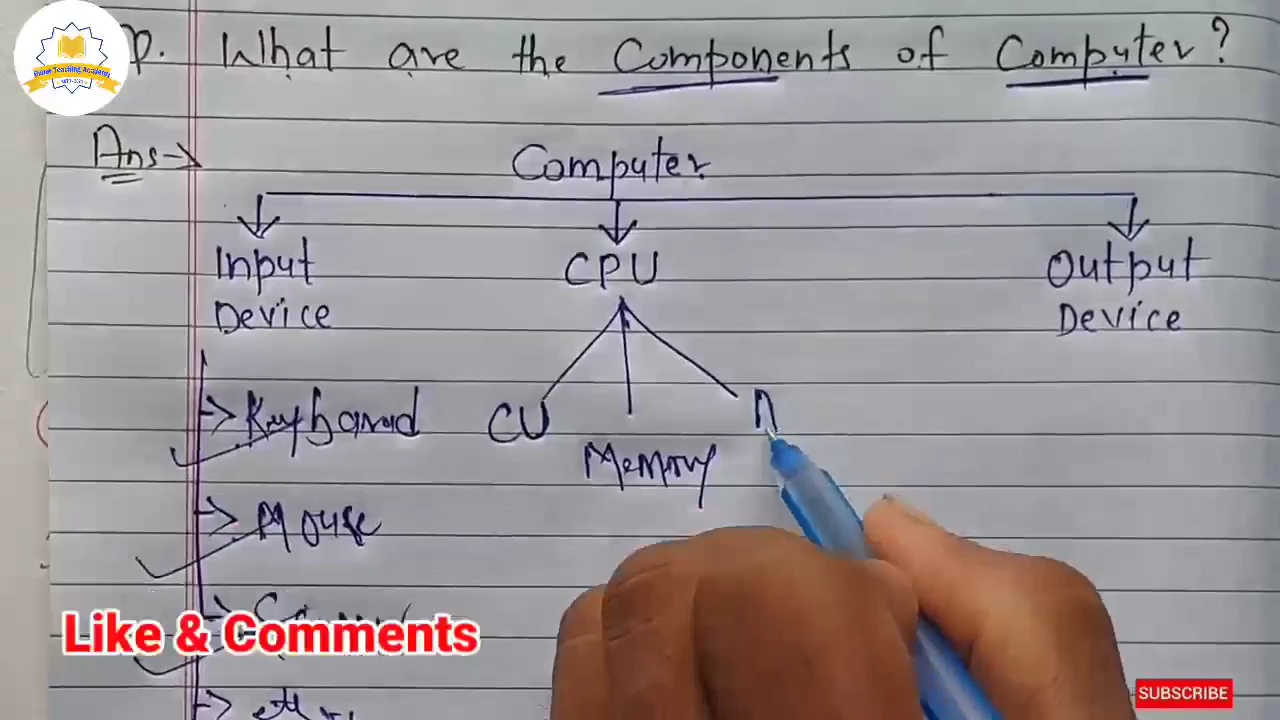 p. What are the Components of Computer?
Ans→
Computer
Input Device
CPU
Output Device
Keyboard
CU
Memory
Mouse
Like & Comments
SUBSCRIBE